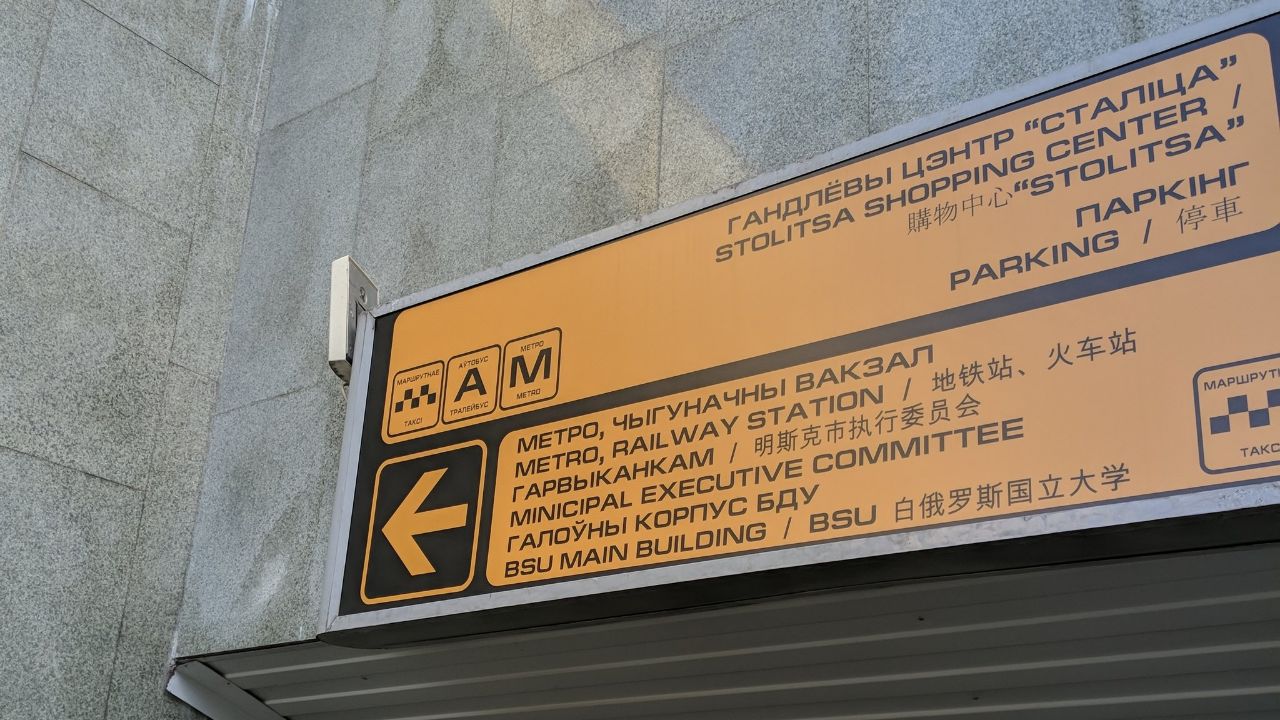 ГАНДЛЁВЫ ЦЭНТР “СТАЛІЦА”
STOLITSA SHOPPING CENTER /
購物中心“STOLITSA”
ПАРКІНГ
PARKING / 停車
МАРШРУТНАЕ
ТАКСІ
АЎТОБУС
А
ТРАЛЕЙБУС
МЕТРО
М
METRO
МЕТРО, ЧЫГУНАЧНЫ ВАКЗАЛ
METRO, RAILWAY STATION / 地铁站、火车站
ГАРВЫКАНКАМ / 明斯克市执行委员会
MINICIPAL EXECUTIVE COMMITTEE
ГАЛОЎНЫ КОРПУС БДУ
BSU MAIN BUILDING / BSU 白俄罗斯国立大学